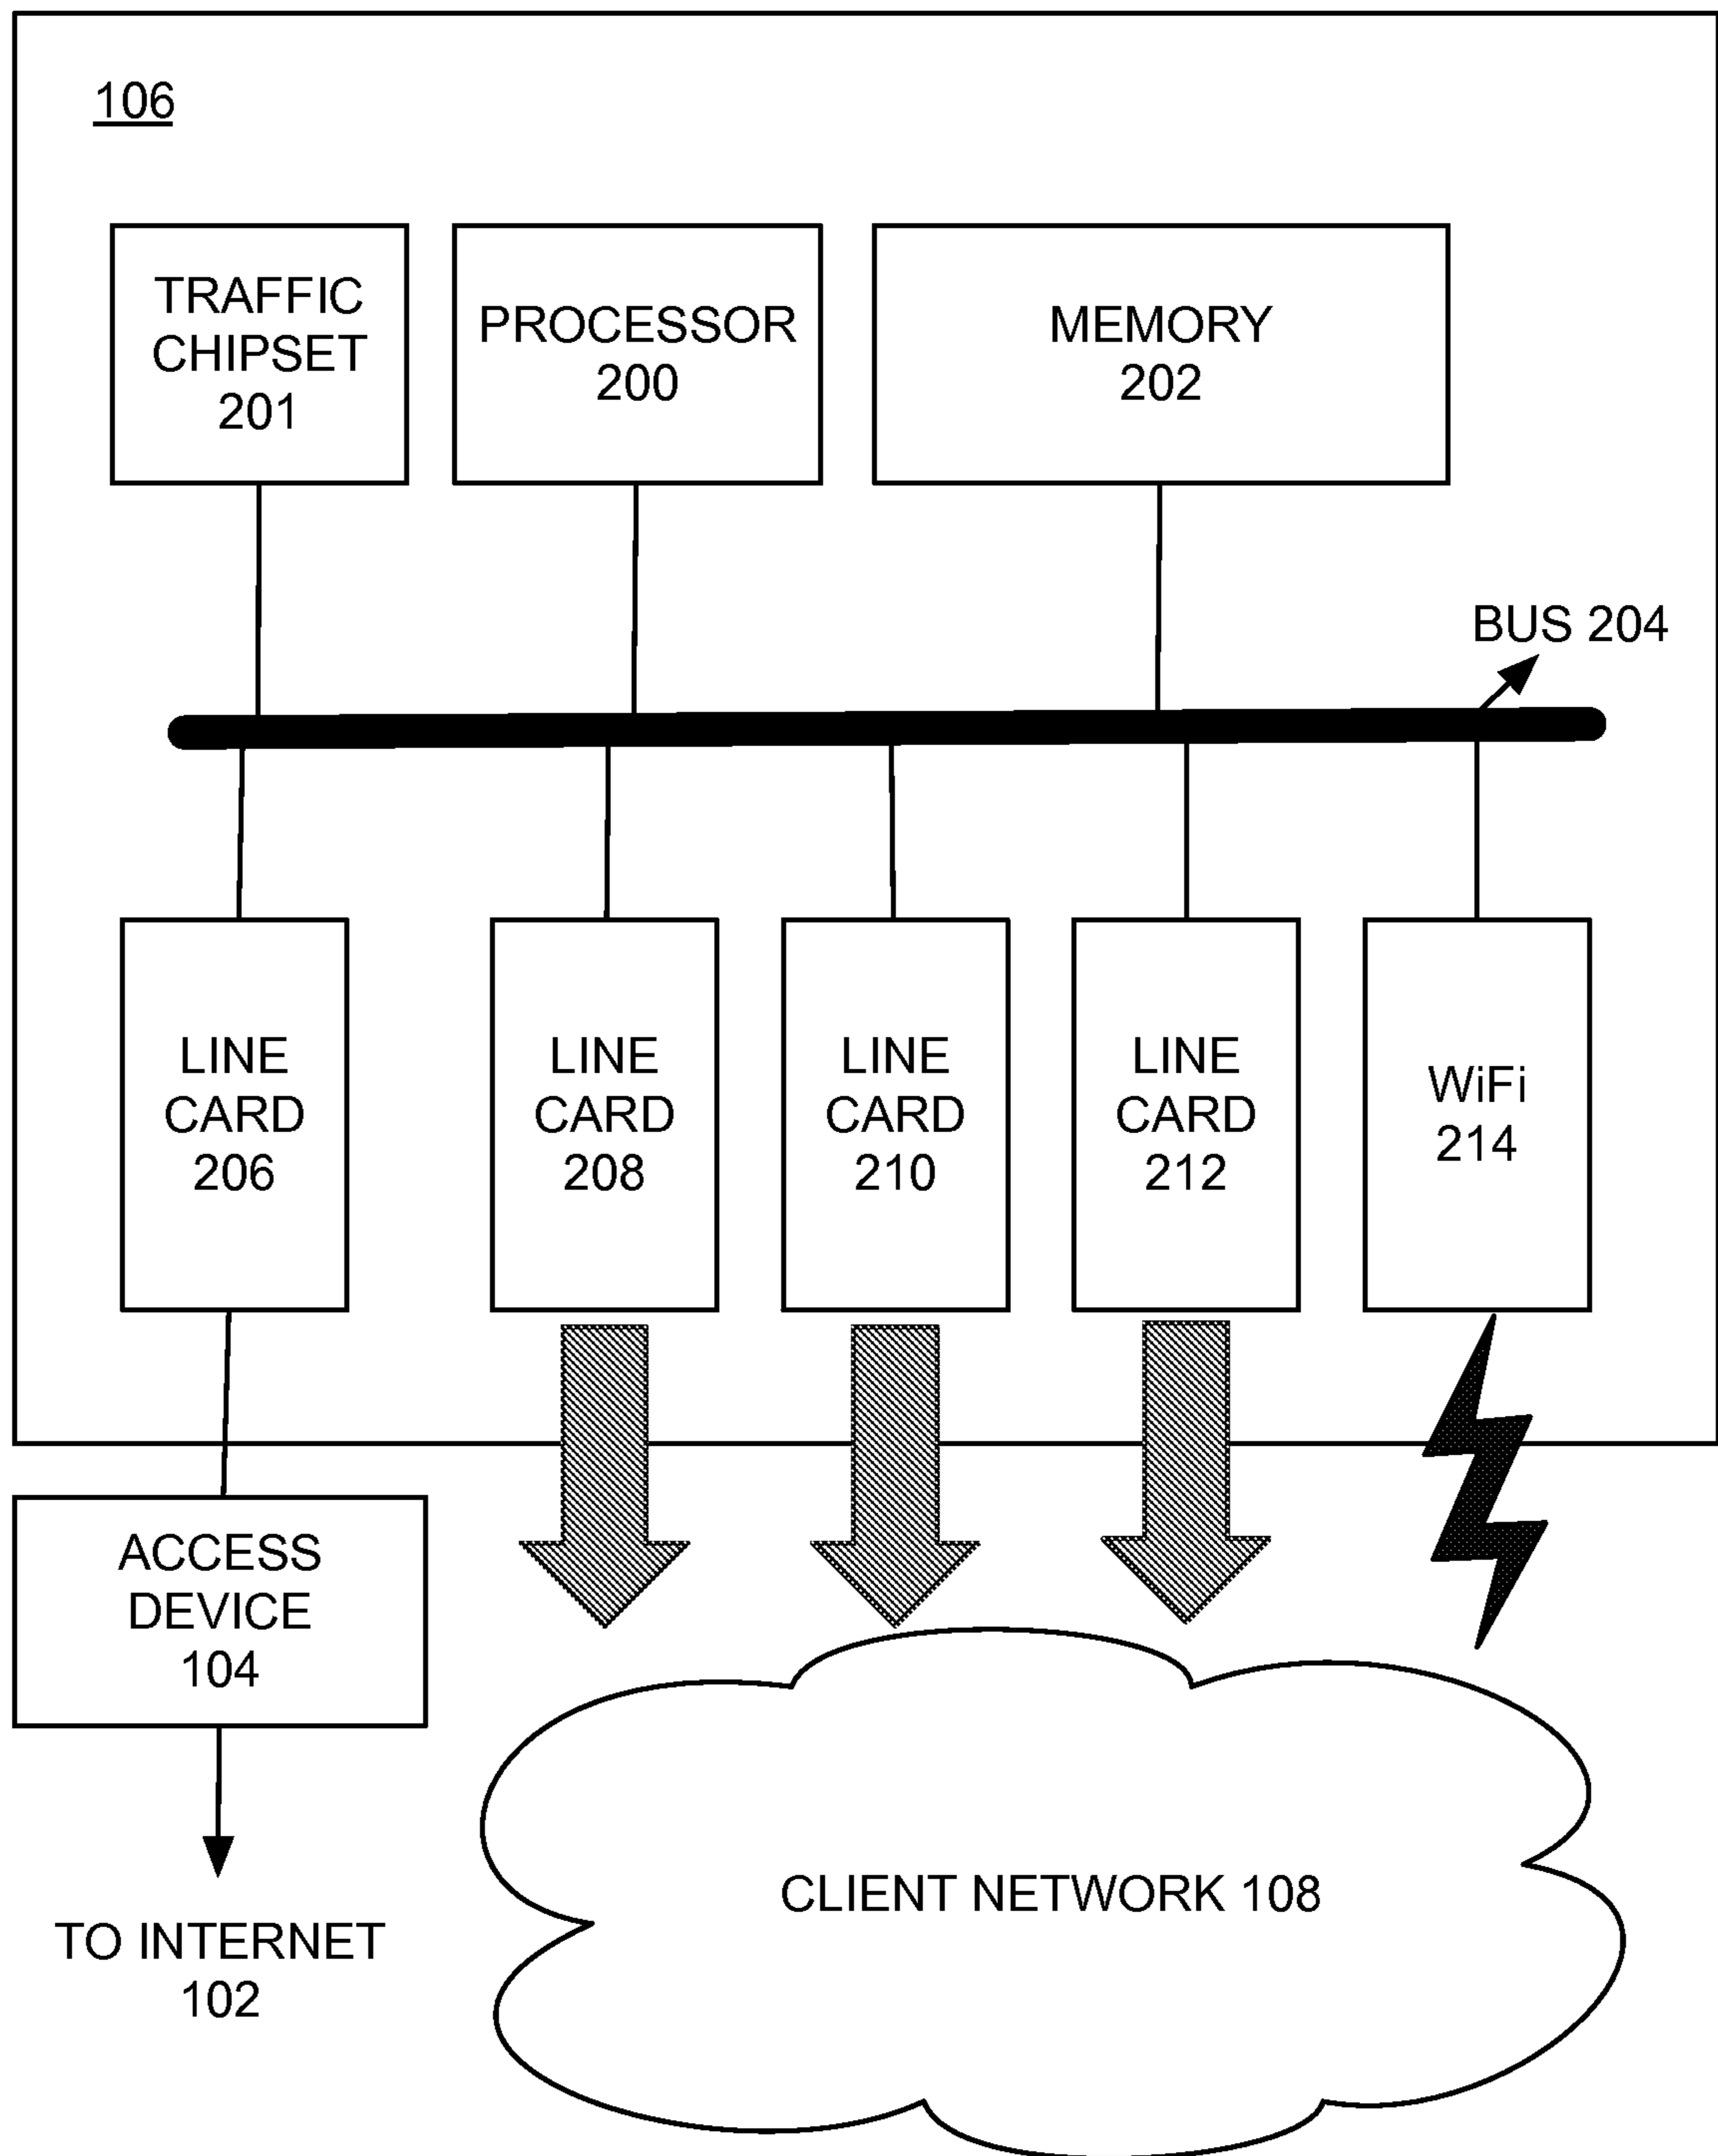 106
TRAFFIC
CHIPSET
201
PROCESSOR
200
MEMORY
202
BUS 204
LINE
CARD
206
LINE
CARD
208
LINE
CARD
210
LINE
CARD
212
WiFi
214
ACCESS
DEVICE
104
TO INTERNET
102
CLIENT NETWORK 108